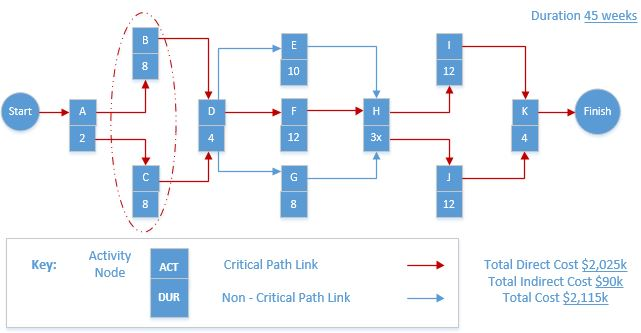 Duration 45 weeks
B
8
E
10
I
12
Start
A
2
D
4
F
12
H
3x
K
4
Finish
C
8
G
8
J
12
Key:
Activity
Node
ACT
DUR
Critical Path Link
Non - Critical Path Link
Total Direct Cost $2,025k
Total Indirect Cost $90k
Total Cost $2,115k